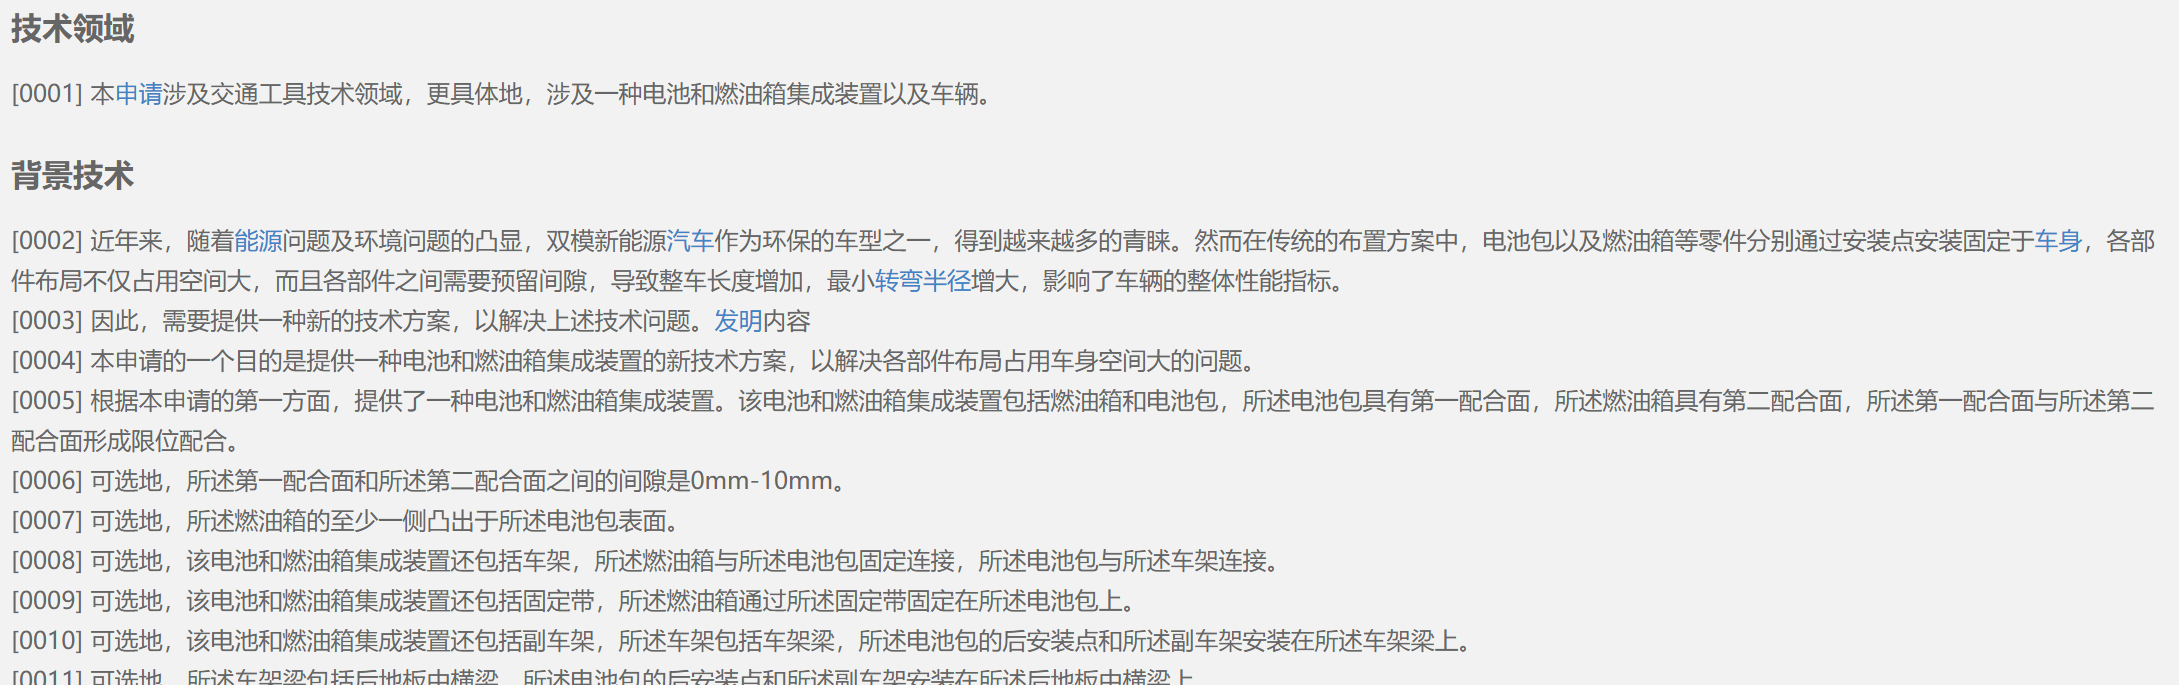 技术领域
[0001] 本申请涉及交通工具技术领域，更具体地，涉及一种电池和燃油箱集成装置以及车辆。
背景技术
[0002] 近年来，随着能源问题及环境问题的凸显，双模新能源汽车作为环保的车型之一，得到越来越多的青睐。然而在传统的布置方案中，电池包以及燃油箱等零件分别通过安装点安装固定于车身，各部
件布局不仅占用空间大，而且各部件之间需要预留间隙，导致整车长度增加，最小转弯半径增大，影响了车辆的整体性能指标。
[0003] 因此，需要提供一种新的技术方案，以解决上述技术问题。发明内容
[0004] 本申请的一个目的是提供一种电池和燃油箱集成装置的新技术方案，以解决各部件布局占用车身空间大的问题。
[0005] 根据本申请的第一方面，提供了一种电池和燃油箱集成装置。该电池和燃油箱集成装置包括燃油箱和电池包，所述电池包具有第一配合面，所述燃油箱具有第二配合面，所述第一配合面与所述第二
配合面形成限位配合。
[0006] 可选地，所述第一配合面和所述第二配合面之间的间隙是0mm-10mm。
[0007] 可选地，所述燃油箱的至少一侧凸出于所述电池包表面。
[0008] 可选地，该电池和燃油箱集成装置还包括车架，所述燃油箱与所述电池包固定连接，所述电池包与所述车架连接。
[0009] 可选地，该电池和燃油箱集成装置还包括固定带，所述燃油箱通过所述固定带固定在所述电池包上。
[0010] 可选地，该电池和燃油箱集成装置还包括副车架，所述车架包括车架梁，所述电池包的后安装点和所述副车架安装在所述车架梁上。
[0011] 可选地，所述车架梁包括后地板中横梁，所述电池包的后安装点和所述副车架安装在所述后地板中横梁上